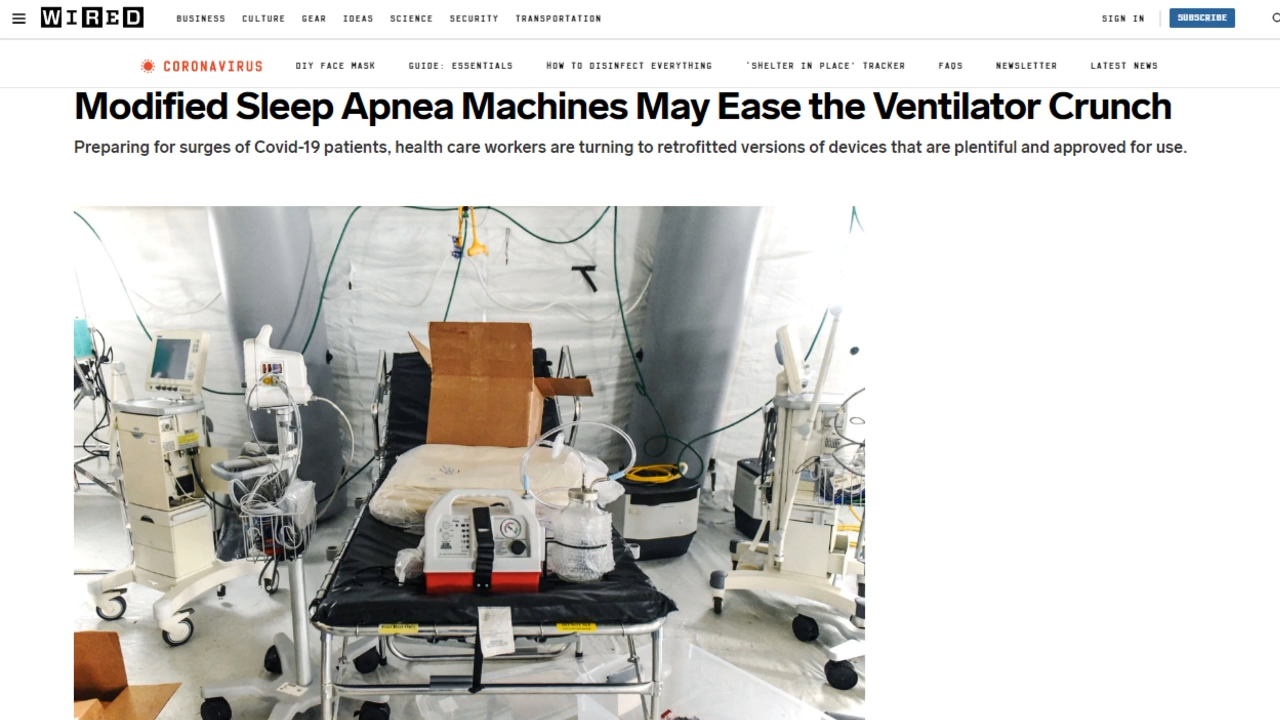 WIRED
BUSINESS CULTURE GEAR IDEAS SCIENCE SECURITY TRANSPORTATION
SIGN IN
SUBSCRIBE
CORONAVIRUS
DIY FACE MASK GUIDE: ESSENTIALS HOW TO DISINFECT EVERYTHING 'SHELTER IN PLACE' TRACKER FAQS NEWSLETTER LATEST NEWS
Modified Sleep Apnea Machines May Ease the Ventilator Crunch
Preparing for surges of Covid-19 patients, health care workers are turning to retrofitted versions of devices that are plentiful and approved for use.